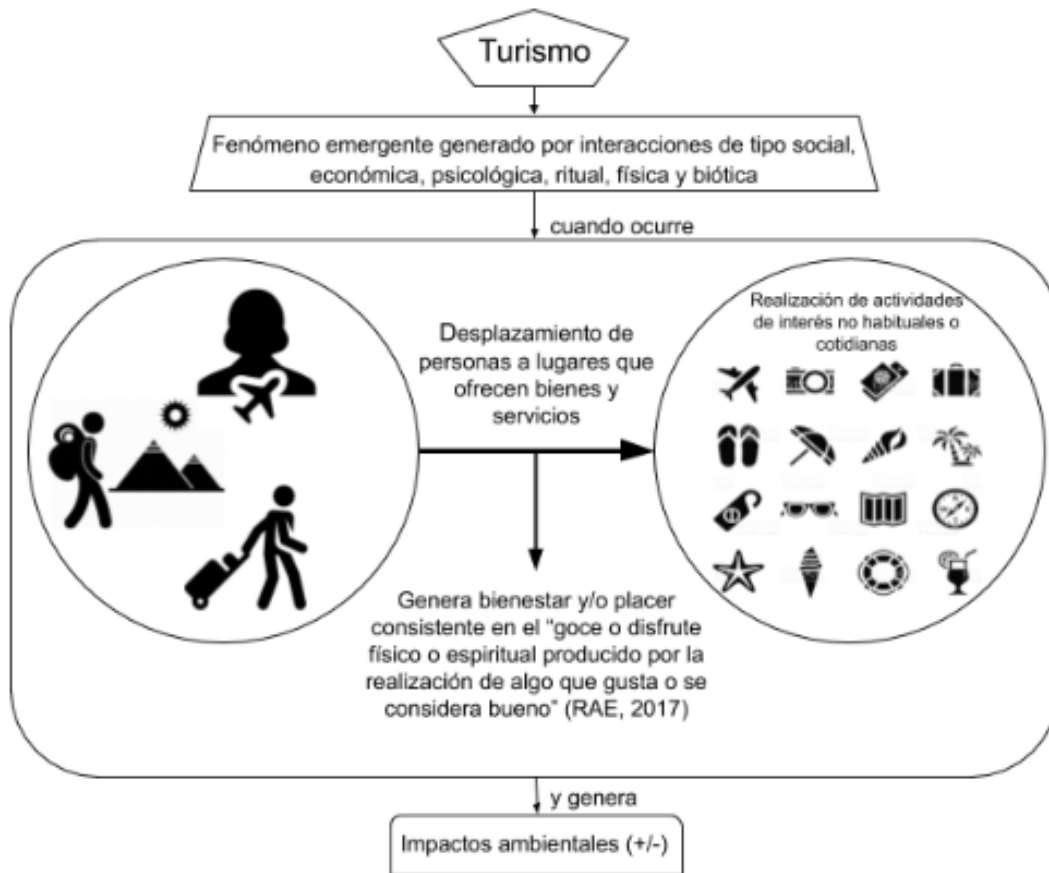 Turismo
Fenómeno emergente generado por interacciones de tipo social,
económica, psicológica, ritual, física y biótica
cuando ocurre
Desplazamiento de
personas a lugares que
ofrecen bienes y
servicios
Realización de actividades
de interés no habituales o
cotidianas
Genera bienestar y/o placer
consistente en el “goce o disfrute
físico o espiritual producido por la
realización de algo que gusta o se
considera bueno” (RAE, 2017)
y genera
Impactos ambientales (+/-)